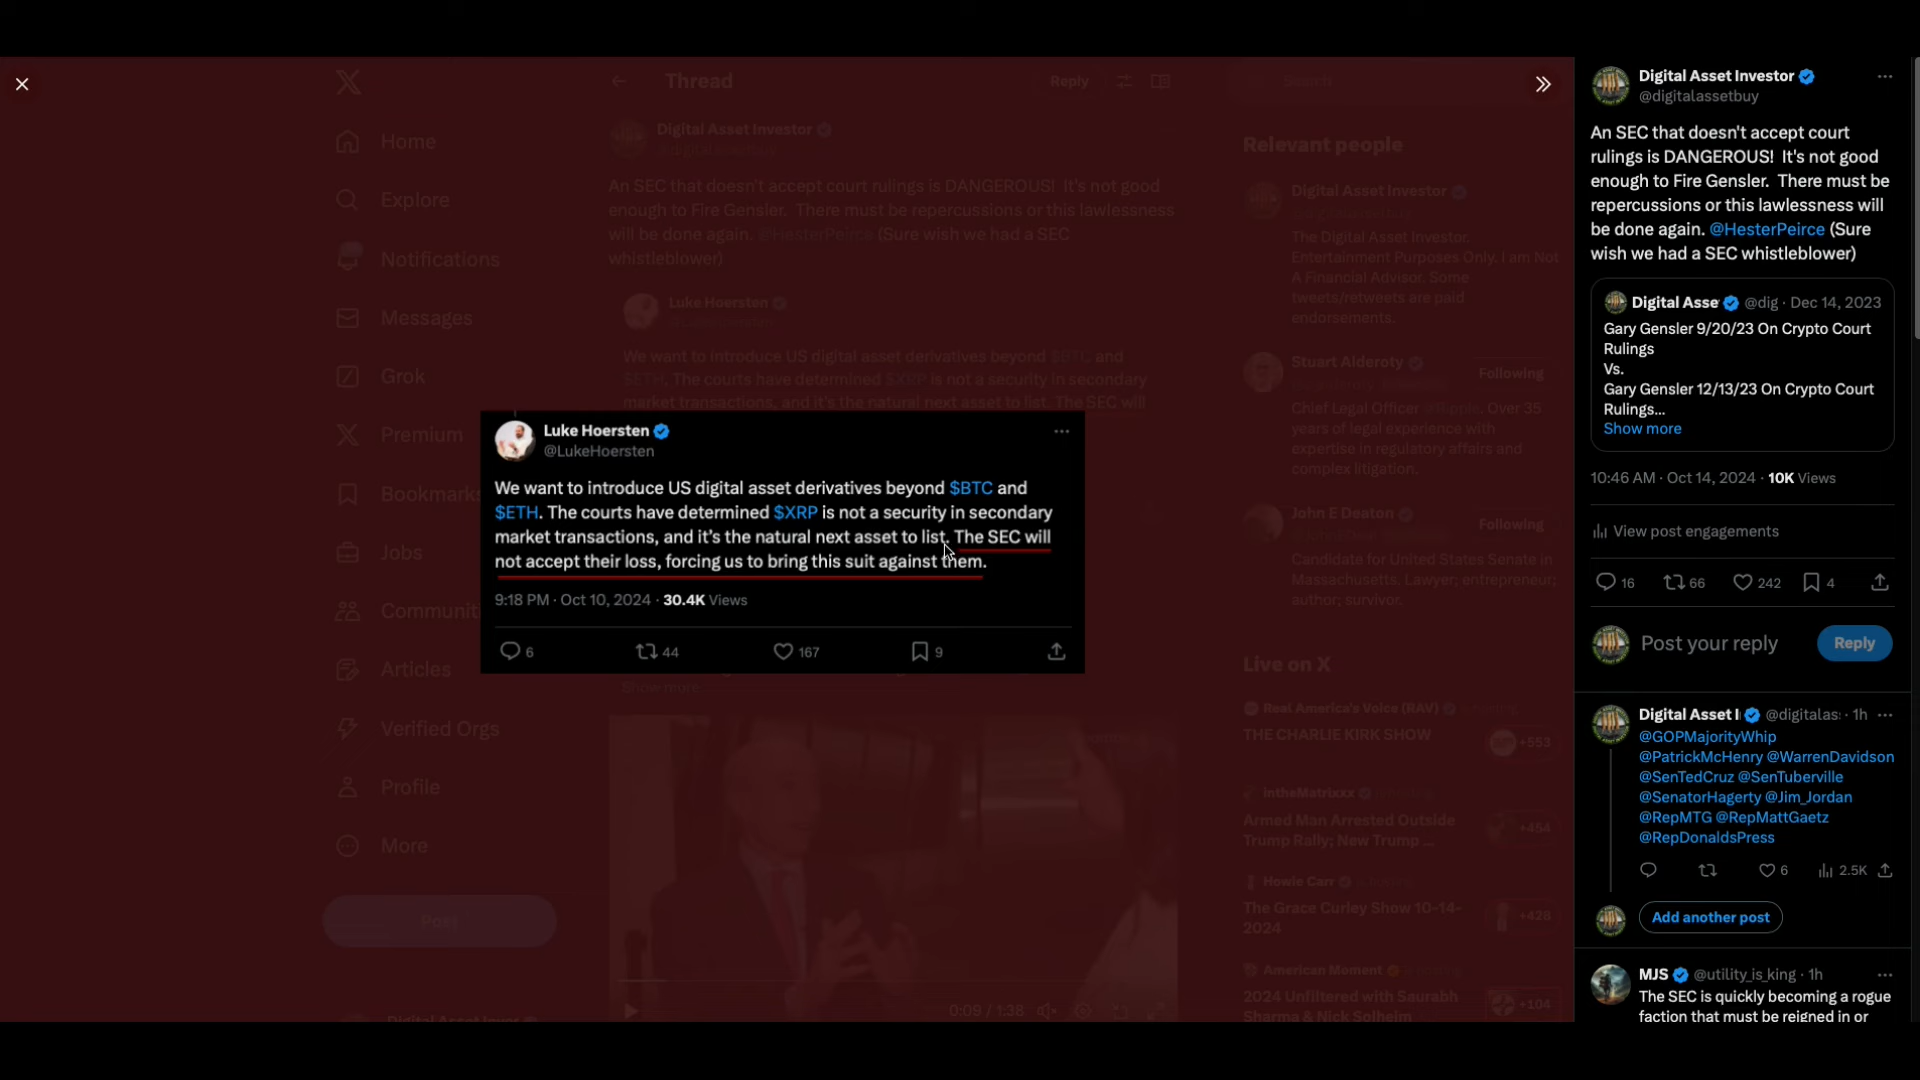 Thread
Reply
Search
Home
Explore
Notifications
Messages
Grok
Premium
Bookmarks
Jobs
Communiti
Articles
Verified Orgs
Profile
More
Post
Digital Asset Investor
An SEC that doesn't accept court rulings is DANGEROUS! It's not good
enough to Fire Gensler. There must be repercussions or this lawlessness
will be done again. @HesterPeirce (Sure wish we had a SEC
whistleblower)
Luke Hoersten
We want to introduce US digital asset derivatives beyond $BTC and
$ETH. The courts have determined $XRP is not a security in secondary
market transactions, and it's the natural next asset to list. The SEC will
Luke Hoersten
@LukeHoersten
We want to introduce US digital asset derivatives beyond $BTC and
$ETH. The courts have determined $XRP is not a security in secondary
market transactions, and it's the natural next asset to list. The SEC will
not accept their loss, forcing us to bring this suit against them.
9:18 PM · Oct 10, 2024 · 30.4K Views
6 44 167 9
Show more
0:09 / 1:38
Relevant people
Digital Asset Investor
The Digital Asset Investor.
Entertainment Purposes Only. I am Not
A Financial Advisor. Some
tweets/retweets are paid
endorsements.
Stuart Alderoty
Following
Chief Legal Officer @Ripple. Over 35
years of legal experience with
expertise in regulatory affairs and
complex litigation.
John E Deaton
Following
Candidate for United States Senate in
Massachusetts. Lawyer; entrepreneur;
author; survivor.
Live on X
Real America's Voice (RAV)
THE CHARLIE KIRK SHOW
+553
intheMatrixxx
Armed Man Arrested Outside
Trump Rally; New Trump ...
+454
Howie Carr
The Grace Curley Show 10-14-
2024
+428
American Moment
2024 Unfiltered with Saurabh
Sharma & Nick Solheim
+104
Digital Asset Investor
@digitalassetbuy
An SEC that doesn't accept court
rulings is DANGEROUS! It's not good
enough to Fire Gensler. There must be
repercussions or this lawlessness will
be done again. @HesterPeirce (Sure
wish we had a SEC whistleblower)
Digital Asse @dig · Dec 14, 2023
Gary Gensler 9/20/23 On Crypto Court
Rulings
Vs.
Gary Gensler 12/13/23 On Crypto Court
Rulings...
Show more
10:46 AM · Oct 14, 2024 · 10K Views
View post engagements
16 66 242 4
Post your reply
Reply
Digital Asset I @digitalas: · 1h
@GOPMajorityWhip
@PatrickMcHenry @WarrenDavidson
@SenTedCruz @SenTuberville
@SenatorHagerty @Jim_Jordan
@RepMTG @RepMattGaetz
@RepDonaldsPress
6 2.5K
Add another post
MJS @utility_is_king · 1h
The SEC is quickly becoming a rogue
faction that must be reigned in or